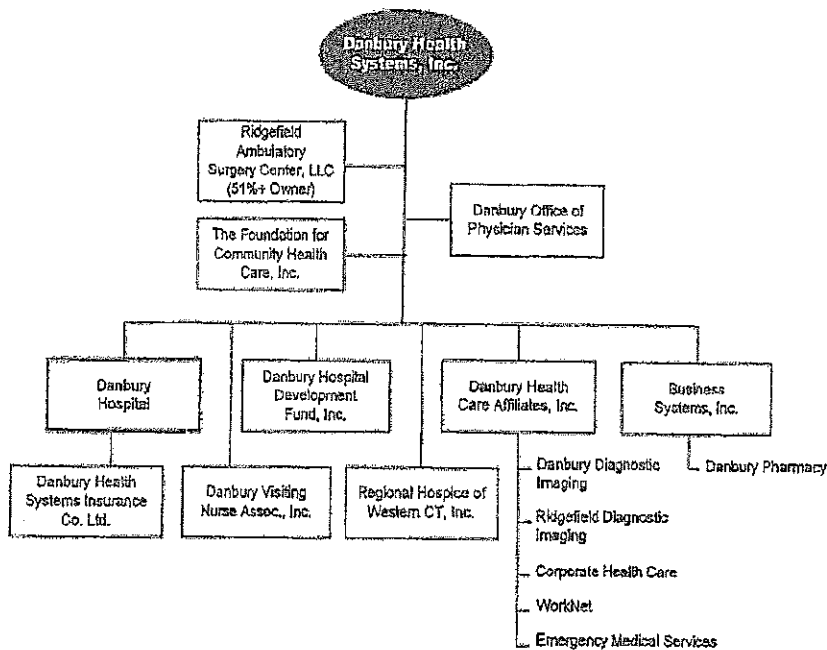 Danbury Health
Systems, Inc.
Ridgefield
Ambulatory
Surgery Center, LLC
(51%+ Owner)
Danbury Office of
Physician Services
The Foundation for
Community Health
Care, Inc.
Danbury
Hospital
Danbury Hospital
Development
Fund, Inc.
Danbury Health
Care Affiliates, Inc.
Business
Systems, Inc.
Danbury Health
Systems Insurance
Co. Ltd.
Danbury Visiting
Nurse Assoc., Inc.
Regional Hospice of
Western CT, Inc.
Danbury Diagnostic
Imaging
Ridgefield Diagnostic
Imaging
Corporate Health Care
WorkNet
Emergency Medical Services
Danbury Pharmacy